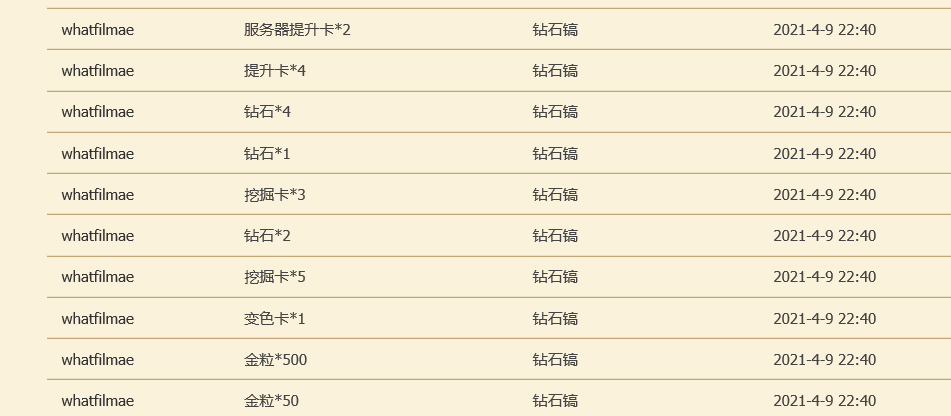 whatfilmae 服务器提升卡*2 钻石镐 2021-4-9 22:40
whatfilmae 提升卡*4 钻石镐 2021-4-9 22:40
whatfilmae 钻石*4 钻石镐 2021-4-9 22:40
whatfilmae 钻石*1 钻石镐 2021-4-9 22:40
whatfilmae 挖掘卡*3 钻石镐 2021-4-9 22:40
whatfilmae 钻石*2 钻石镐 2021-4-9 22:40
whatfilmae 挖掘卡*5 钻石镐 2021-4-9 22:40
whatfilmae 变色卡*1 钻石镐 2021-4-9 22:40
whatfilmae 金粒*500 钻石镐 2021-4-9 22:40
whatfilmae 金粒*50 钻石镐 2021-4-9 22:40